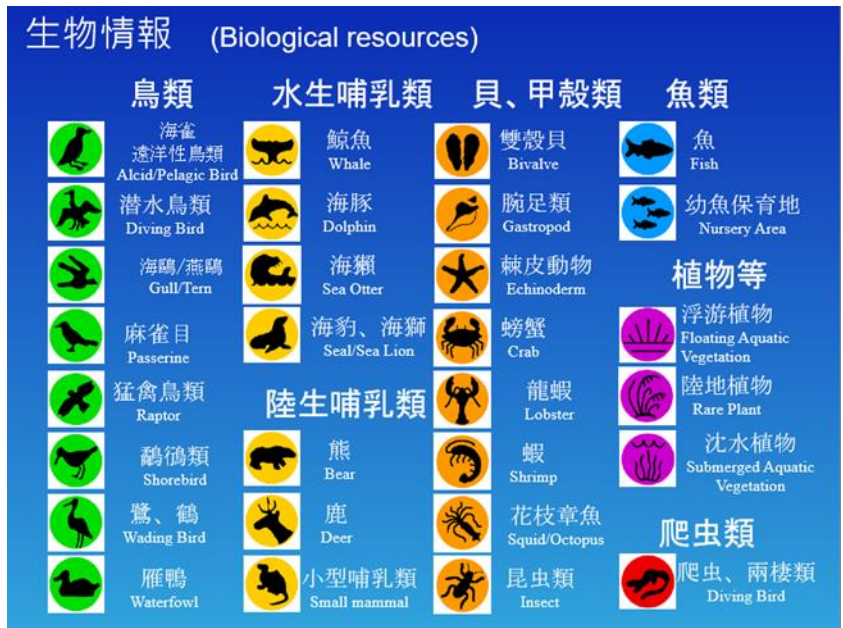 生物情報 (Biological resources)
鳥類
海雀
遠洋性鳥類
Alcid/Pelagic Bird
潜水鳥類
Diving Bird
海鷗/燕鷗
Gull/Tern
麻雀目
Passerine
猛禽鳥類
Raptor
鷸鴴類
Shorebird
鷺、鶴
Wading Bird
雁鴨
Waterfowl
水生哺乳類
鯨魚
Whale
海豚
Dolphin
海獺
Sea Otter
海豹、海獅
Seal/Sea Lion
陸生哺乳類
熊
Bear
鹿
Deer
小型哺乳類
Small mammal
貝、甲殼類
雙殼貝
Bivalve
腕足類
Gastropod
棘皮動物
Echinoderm
螃蟹
Crab
龍蝦
Lobster
蝦
Shrimp
花枝章魚
Squid/Octopus
昆虫類
Insect
魚類
魚
Fish
幼魚保育地
Nursery Area
植物等
浮游植物
Floating Aquatic
Vegetation
陸地植物
Rare Plant
沈水植物
Submerged Aquatic
Vegetation
爬虫類
爬虫、兩棲類
Diving Bird